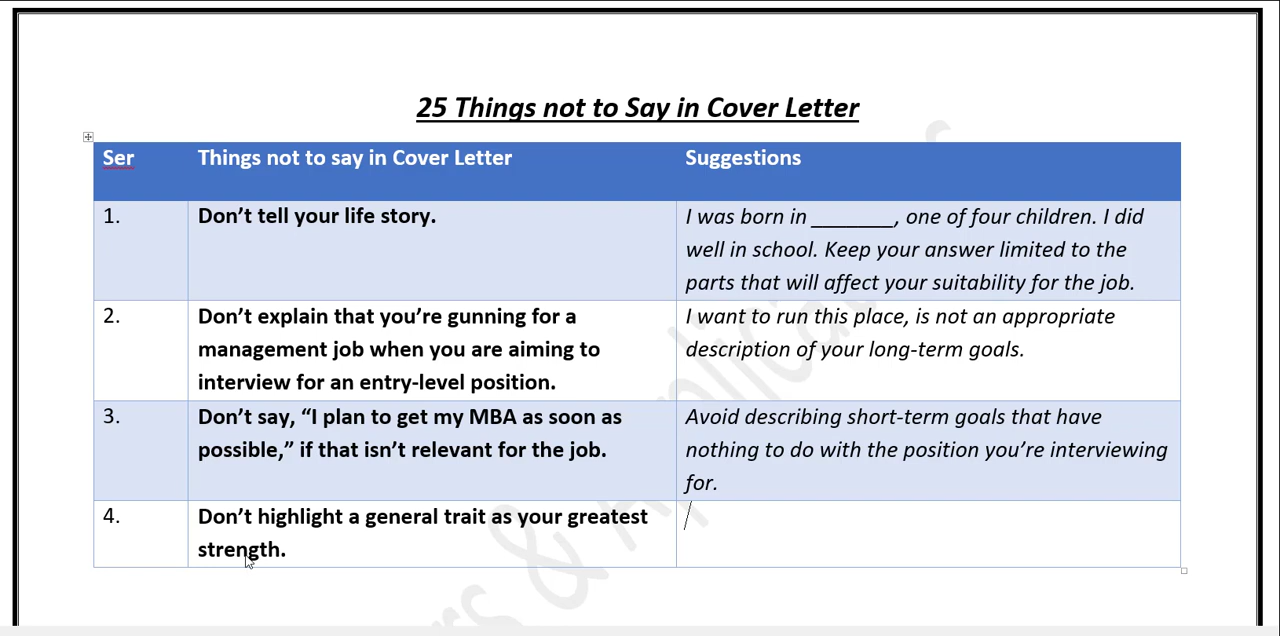 25 Things not to Say in Cover Letter
Ser Things not to say in Cover Letter Suggestions
1. Don’t tell your life story. I was born in _______, one of four children. I did
well in school. Keep your answer limited to the
parts that will affect your suitability for the job.
2. Don’t explain that you’re gunning for a I want to run this place, is not an appropriate
management job when you are aiming to description of your long-term goals.
interview for an entry-level position.
3. Don’t say, “I plan to get my MBA as soon as Avoid describing short-term goals that have
possible,” if that isn’t relevant for the job. nothing to do with the position you’re interviewing
for.
4. Don’t highlight a general trait as your greatest
strength.